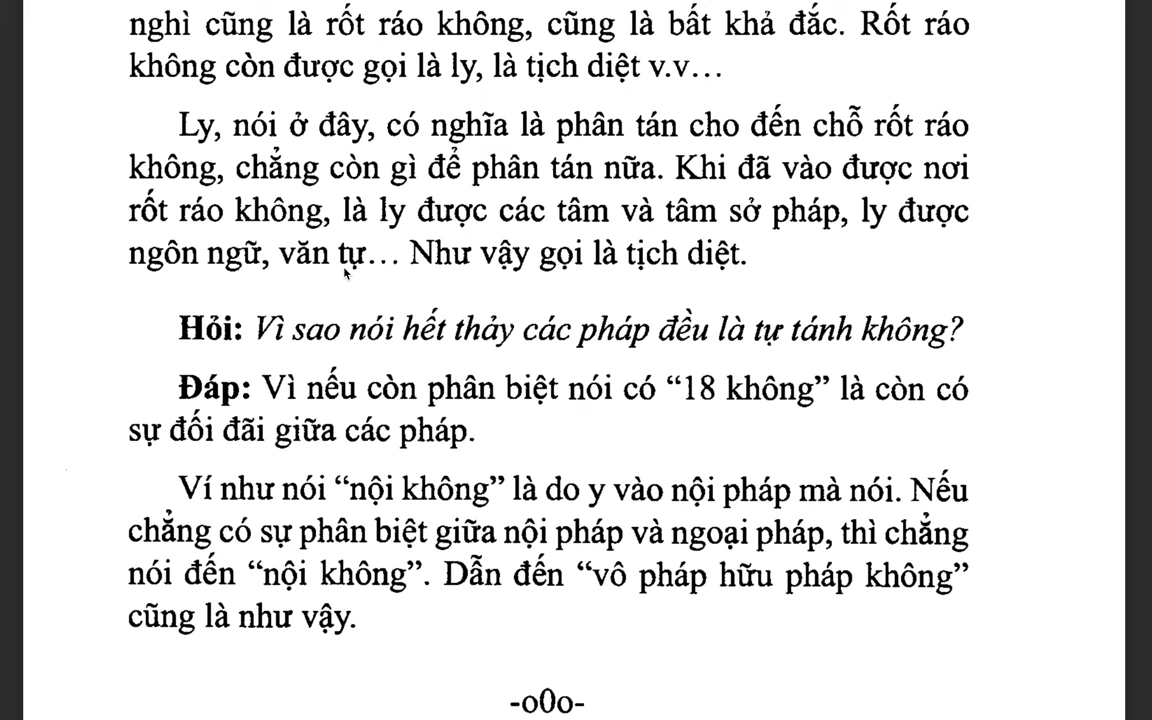 nghì cũng là rốt ráo không, cũng là bất khả đắc. Rốt ráo
không còn được gọi là ly, là tịch diệt v.v…
Ly, nói ở đây, có nghĩa là phân tán cho đến chỗ rốt ráo
không, chẳng còn gì để phân tán nữa. Khi đã vào được nơi
rốt ráo không, là ly được các tâm và tâm sở pháp, ly được
ngôn ngữ, văn tự… Như vậy gọi là tịch diệt.
Hỏi: Vì sao nói hết thảy các pháp đều là tự tánh không?
Đáp: Vì nếu còn phân biệt nói có “18 không” là còn có
sự đối đãi giữa các pháp.
Ví như nói “nội không” là do y vào nội pháp mà nói. Nếu
chẳng có sự phân biệt giữa nội pháp và ngoại pháp, thì chẳng
nói đến “nội không”. Dẫn đến “vô pháp hữu pháp không”
cũng là như vậy.
-o0o-